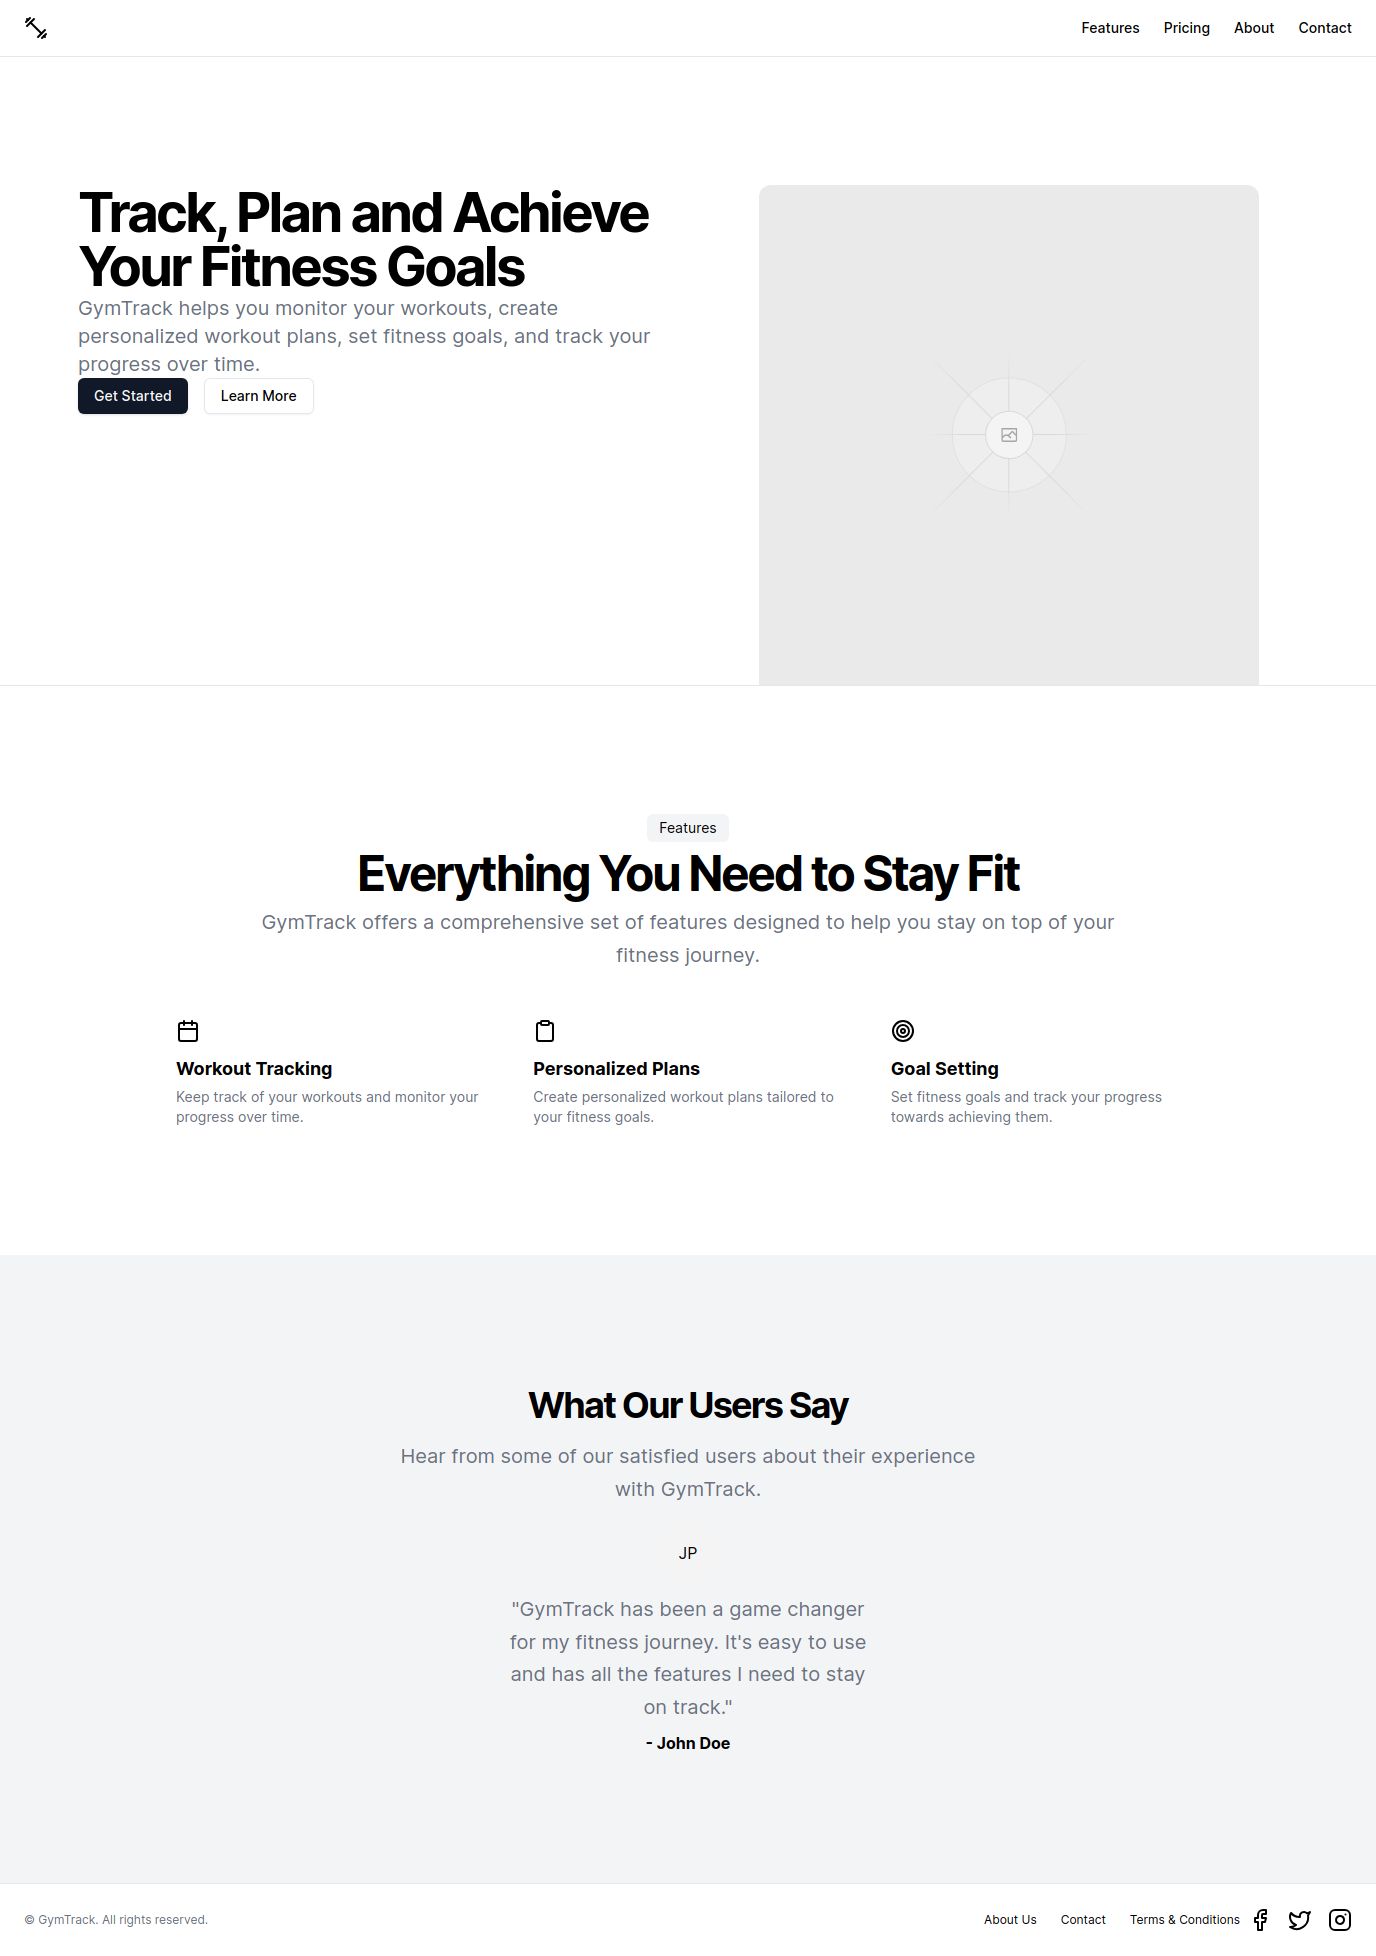 Features Pricing About Contact
Track, Plan and Achieve
Your Fitness Goals
GymTrack helps you monitor your workouts, create
personalized workout plans, set fitness goals, and track your
progress over time.
Get Started Learn More
Features
Everything You Need to Stay Fit
GymTrack offers a comprehensive set of features designed to help you stay on top of your
fitness journey.
Workout Tracking
Keep track of your workouts and monitor your
progress over time.
Personalized Plans
Create personalized workout plans tailored to
your fitness goals.
Goal Setting
Set fitness goals and track your progress
towards achieving them.
What Our Users Say
Hear from some of our satisfied users about their experience
with GymTrack.
JP
"GymTrack has been a game changer
for my fitness journey. It's easy to use
and has all the features I need to stay
on track."
- John Doe
© GymTrack. All rights reserved.
About Us Contact Terms & Conditions